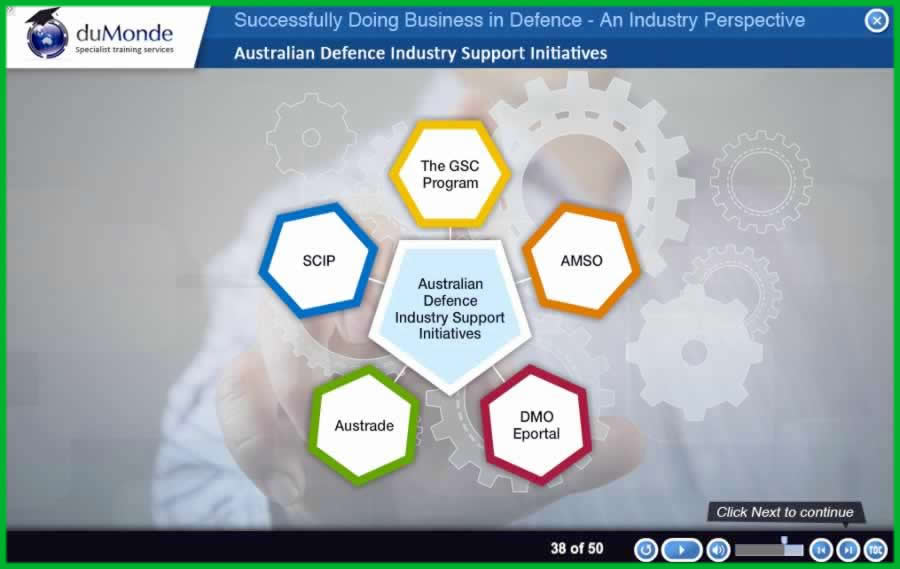 duMonde
Specialist training services
Successfully Doing Business in Defence - An Industry Perspective
Australian Defence Industry Support Initiatives
The GSC
Program
SCIP
AMSO
Australian
Defence
Industry Support
Initiatives
Austrade
DMO
Eportal
Click Next to continue
38 of 50
TOC